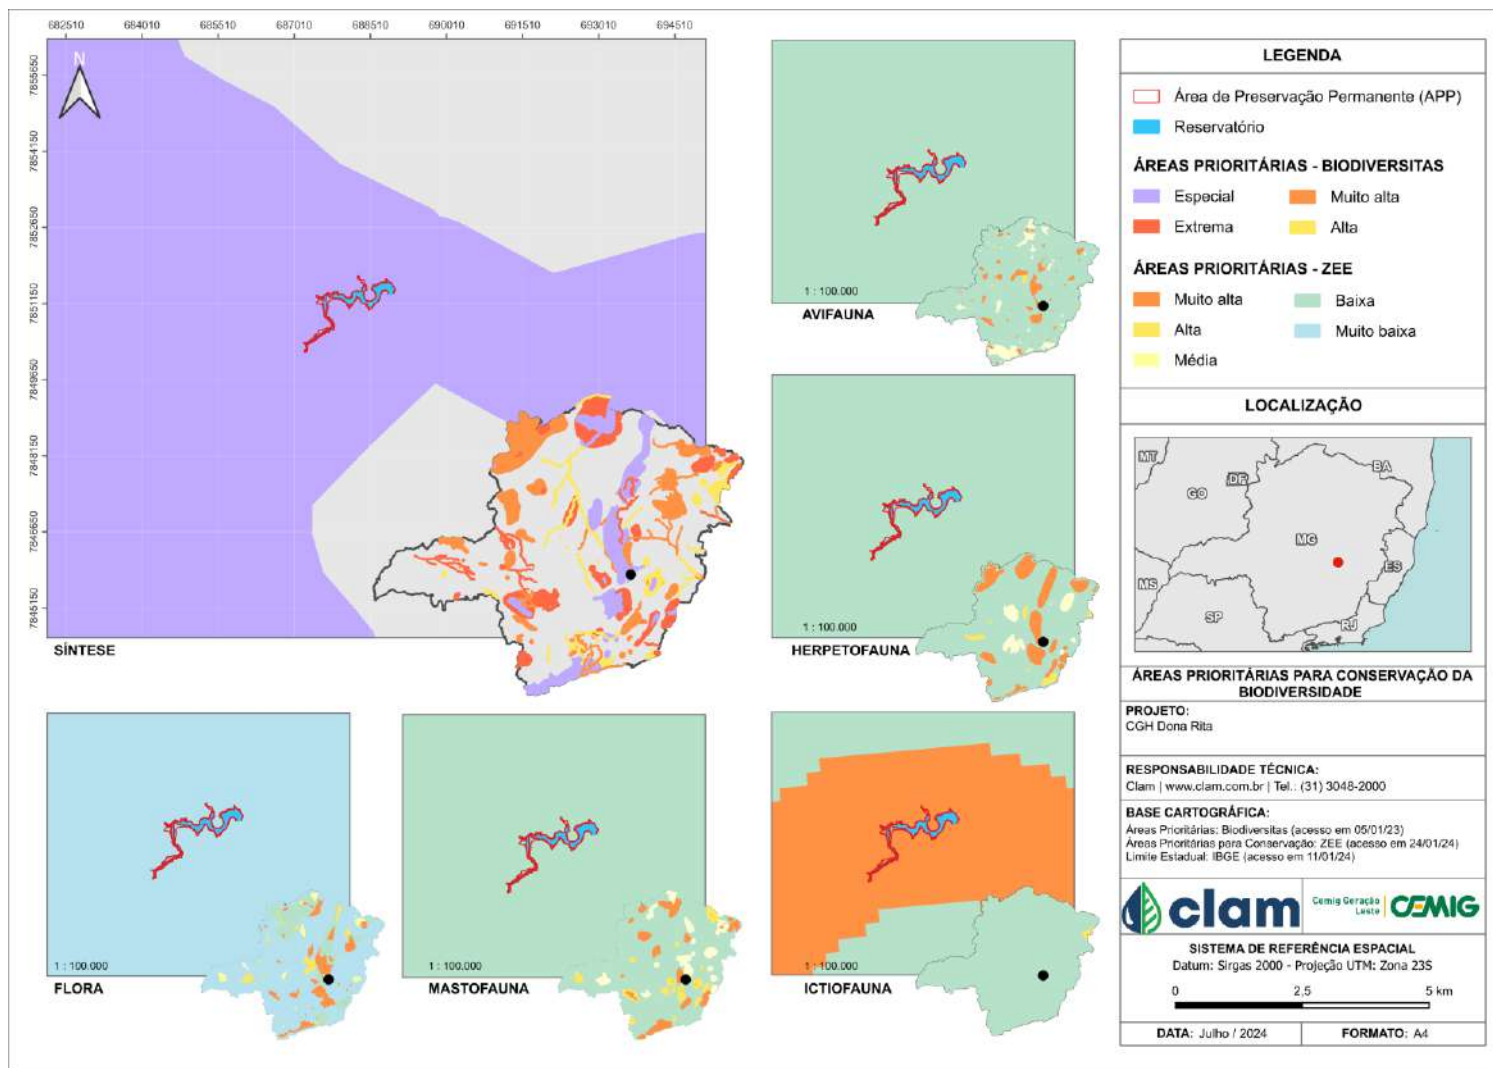 682510 684010 685510 687010 688510 690010 691510 693010 694510
7855650
7854150
7852650
7851150
7849650
7848150
7846650
7845150
N
SÍNTESE
1 : 100.000
AVIFAUNA
1 : 100.000
HERPETOFAUNA
1 : 100.000
FLORA
1 : 100.000
MASTOFAUNA
1 : 100.000
ICTIOFAUNA
LEGENDA
Área de Preservação Permanente (APP)
Reservatório
ÁREAS PRIORITÁRIAS - BIODIVERSITAS
Especial Muito alta
Extrema Alta
ÁREAS PRIORITÁRIAS - ZEE
Muito alta Baixa
Alta Muito baixa
Média
LOCALIZAÇÃO
MT
DF
BA
GO
MG
ES
MS
SP
RJ
ÁREAS PRIORITÁRIAS PARA CONSERVAÇÃO DA
BIODIVERSIDADE
PROJETO:
CGH Dona Rita
RESPONSABILIDADE TÉCNICA:
Clam | www.clam.com.br | Tel.: (31) 3048-2000
BASE CARTOGRÁFICA:
Áreas Prioritárias: Biodiversitas (acesso em 05/01/23)
Áreas Prioritárias para Conservação: ZEE (acesso em 24/01/24)
Limite Estadual: IBGE (acesso em 11/01/24)
clam
Cemig Geração
Leste
CEMIG
SISTEMA DE REFERÊNCIA ESPACIAL
Datum: Sirgas 2000 - Projeção UTM: Zona 23S
0 2,5 5 km
DATA: Julho / 2024 FORMATO: A4